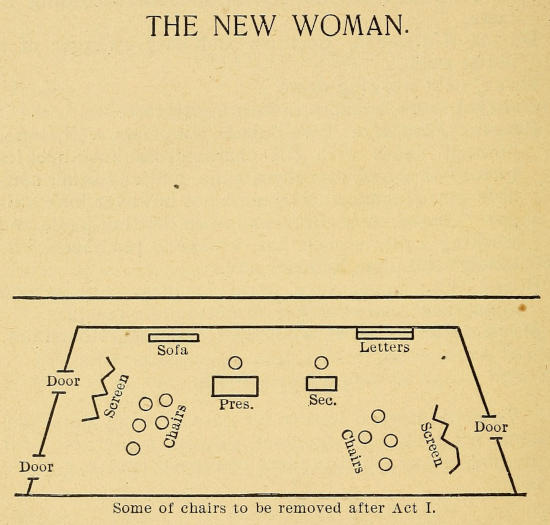 THE NEW WOMAN.
Sofa
Letters
Door
Screen
Chairs
Pres.
Sec.
Chairs
Screen
Door
Door
Some of chairs to be removed after Act I.